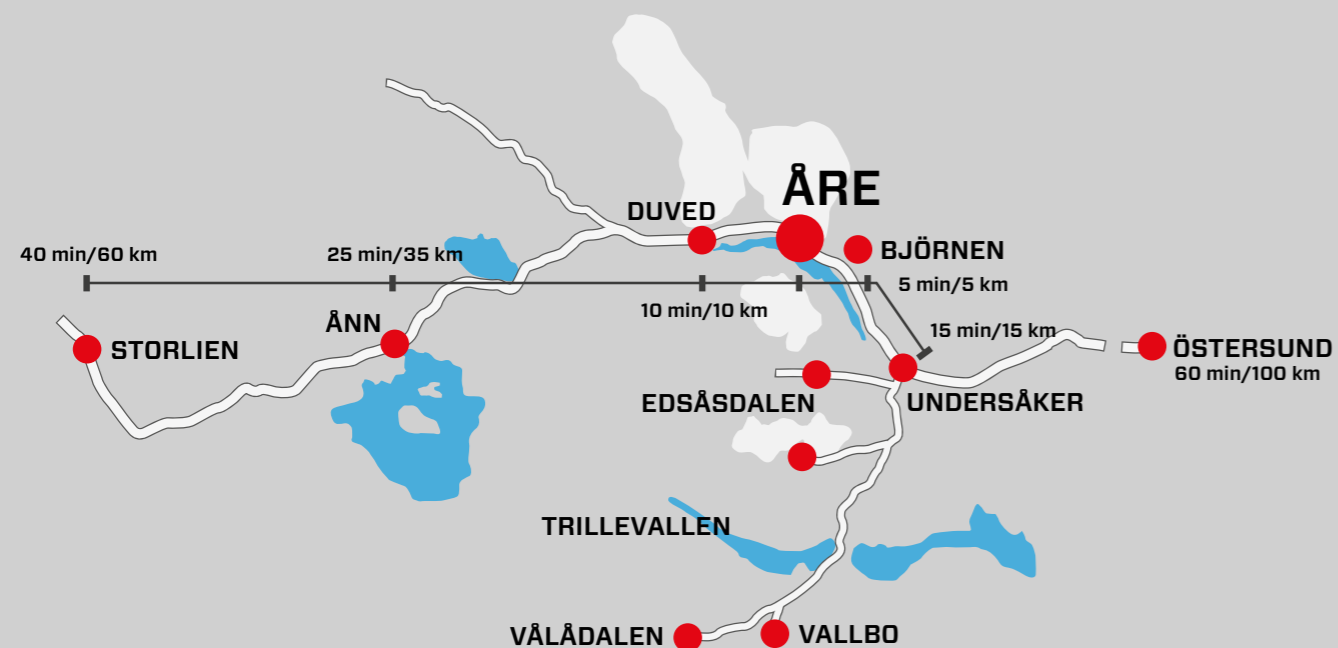 ÅRE
DUVED
BJÖRNEN
40 min/60 km
25 min/35 km
5 min/5 km
10 min/10 km
ÅNN
15 min/15 km
STORLIEN
ÖSTERSUND
60 min/100 km
EDSÅSDALEN
UNDERSÅKER
TRILLEVALLEN
VÅLÅDALEN
VALLBO